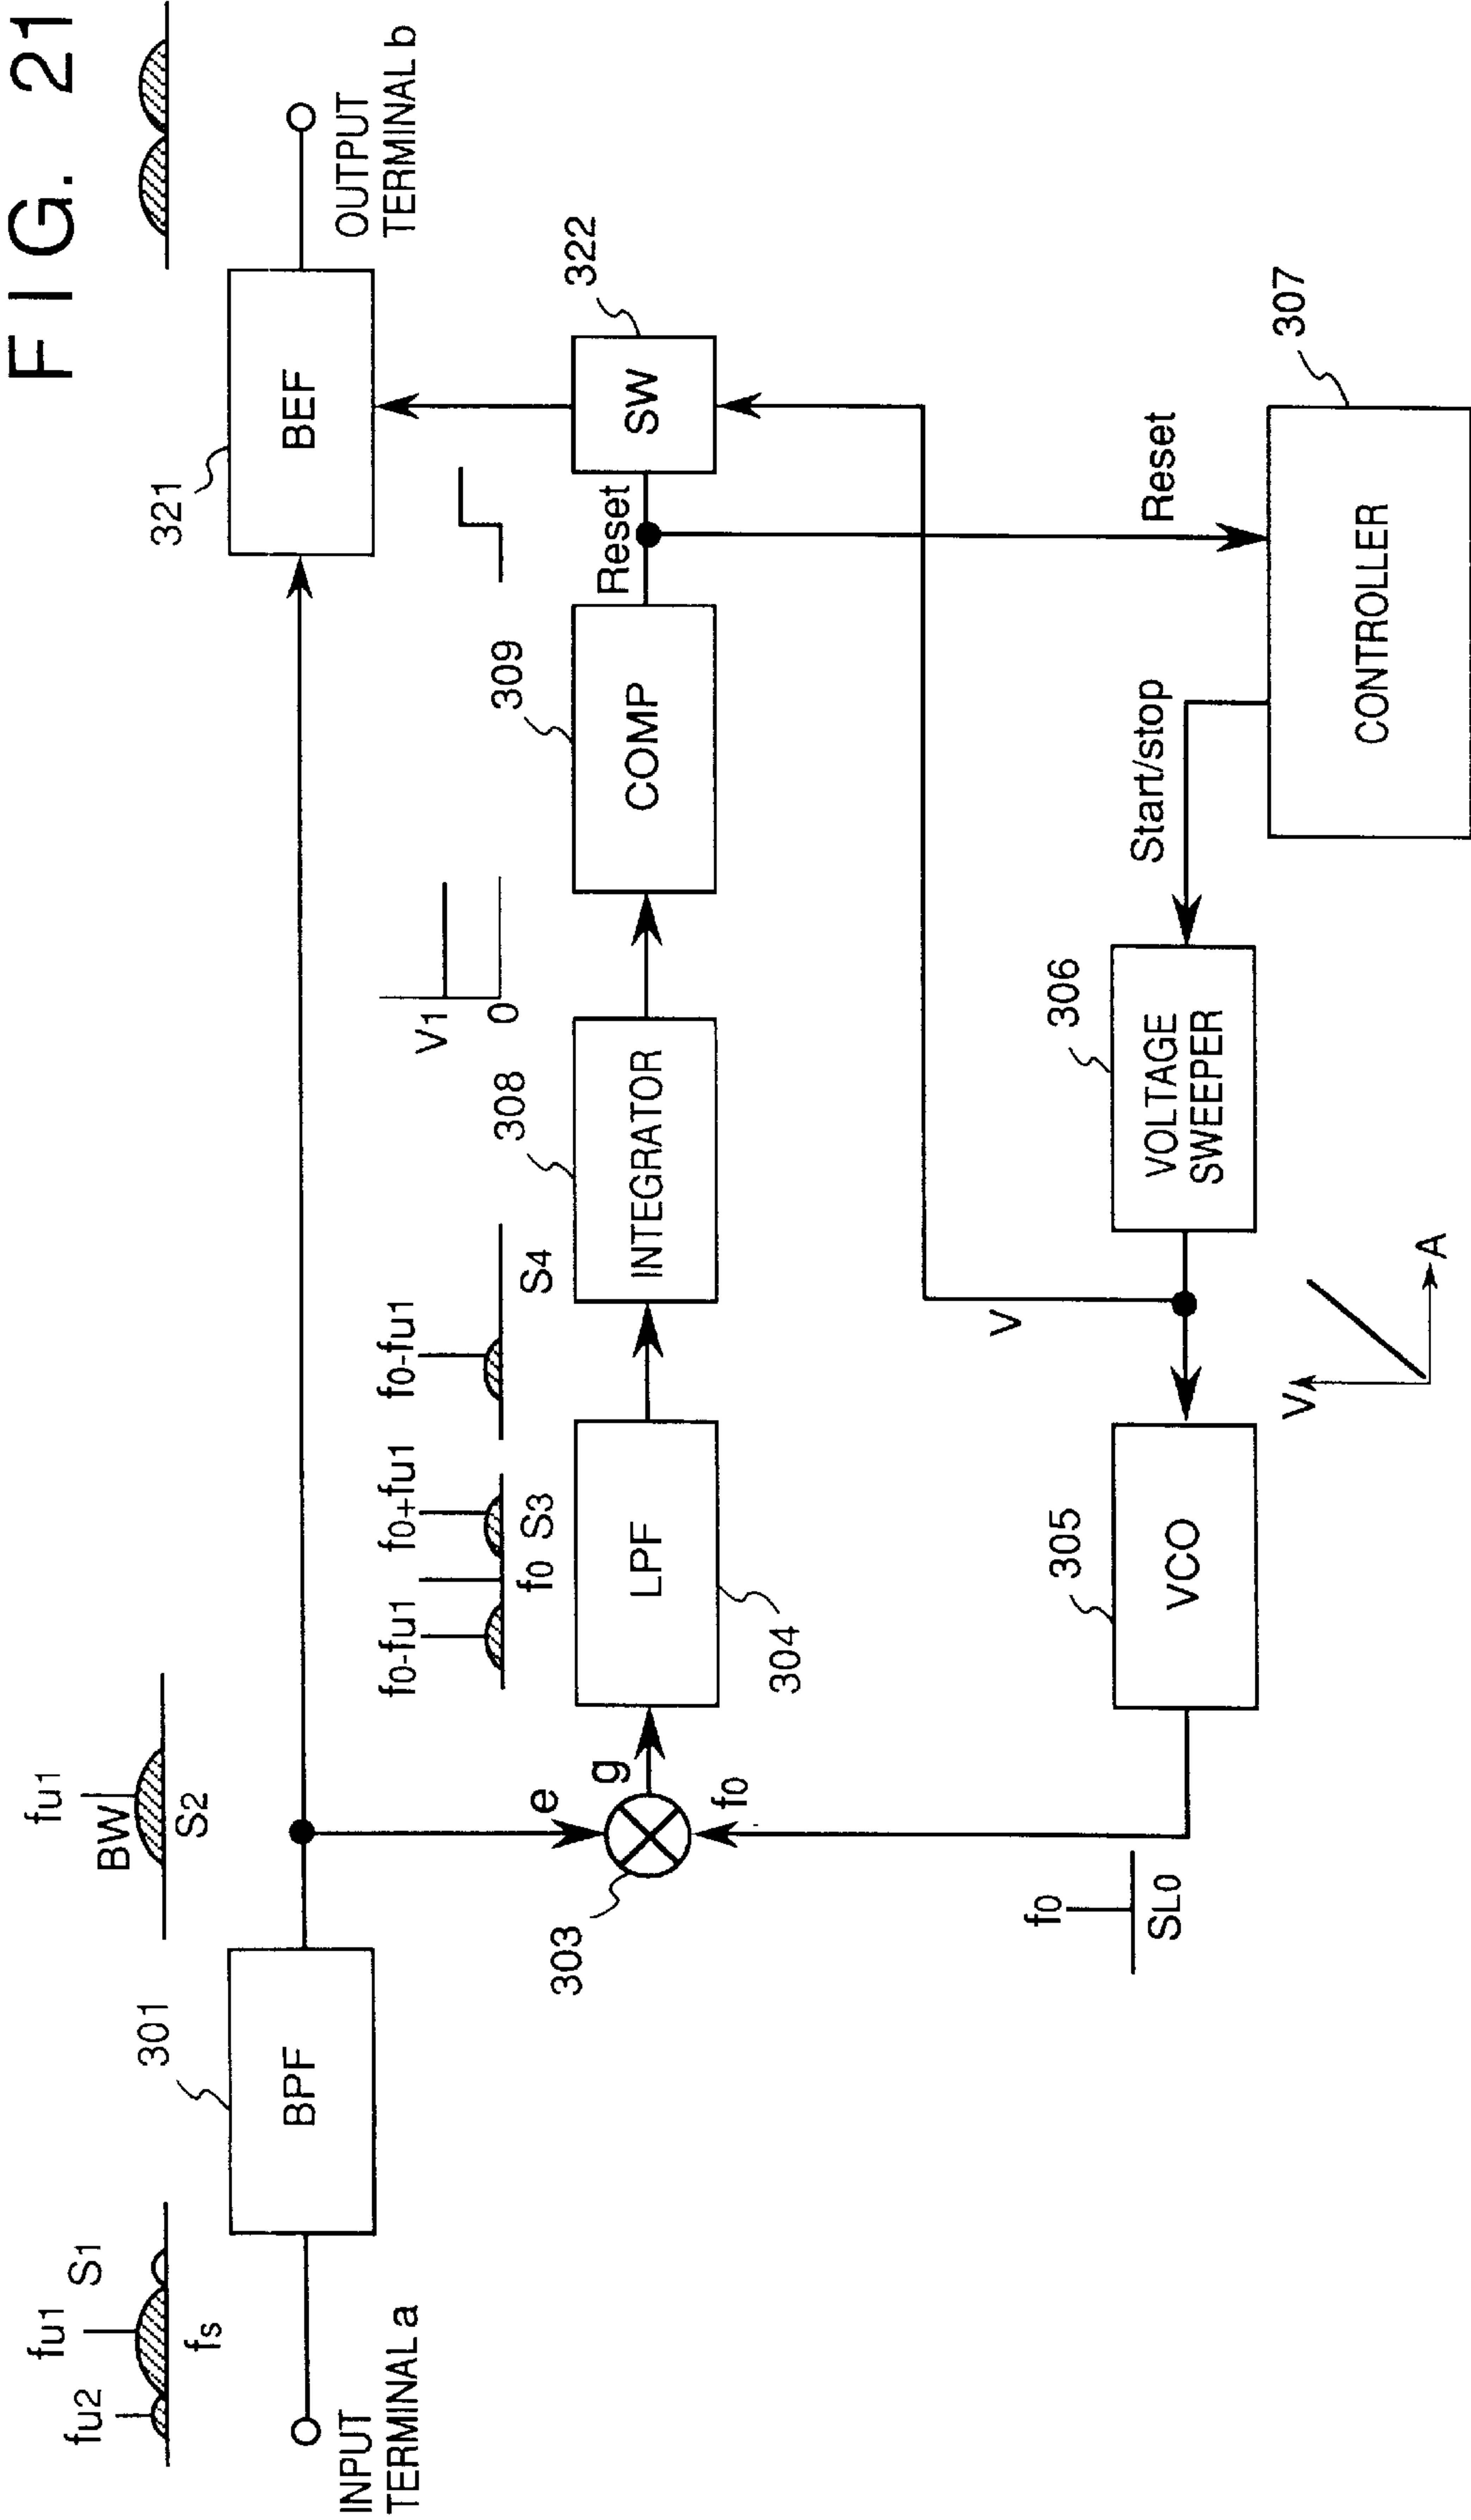 FIG. 21
fu2
fu1
S1
fs
INPUT
TERMINAL a
301
BPF
fu1
BW
S2
321
BEF
OUTPUT
TERMINAL b
303
e
g
f0
f0-fu1
f0+fu1
f0
S3
LPF
304
f0-fu1
S4
308
INTEGRATOR
V1
0
309
COMP
Reset
SW
322
f0
SL0
305
VCO
V
V
A
306
VOLTAGE
SWEEPER
Start/stop
Reset
307
CONTROLLER